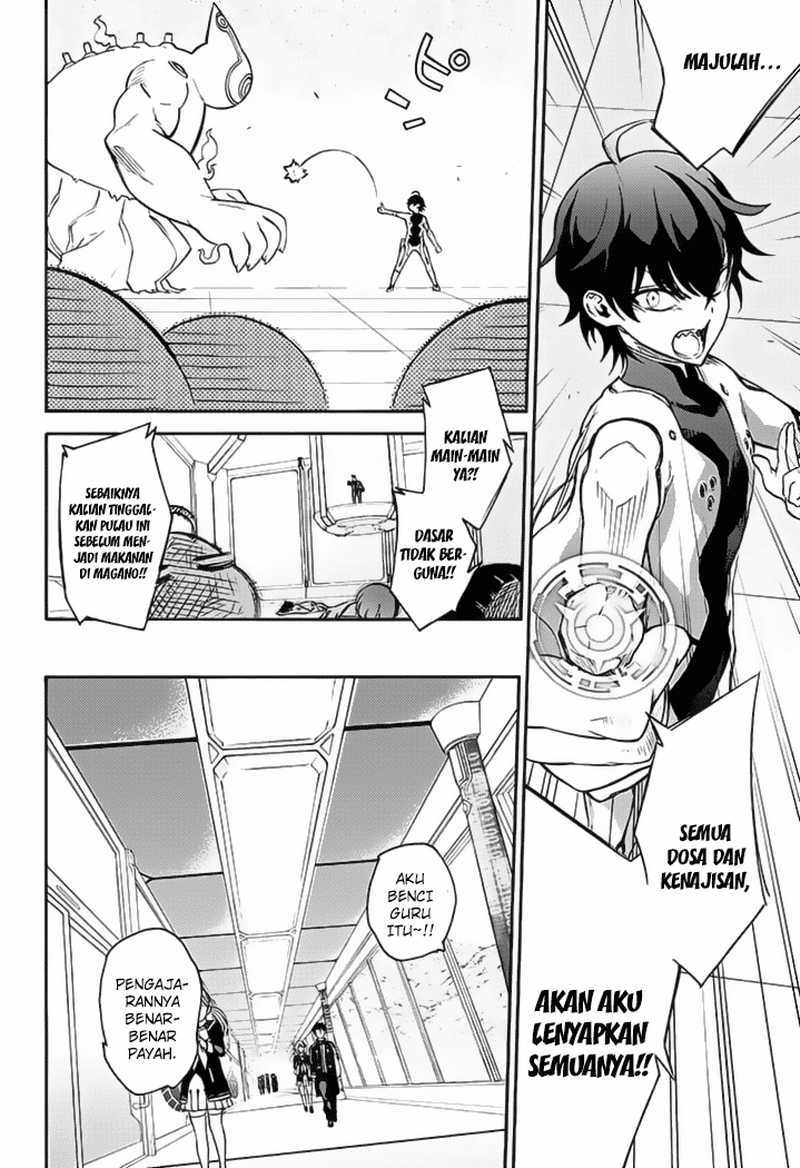 MAJULAH...
SEMUA
DOSA DAN
KENAJISAN,
AKAN AKU
LENYAPKAN
SEMUANYA!!
ピ
ン
KALIAN
MAIN-MAIN
YA?!
DASAR
TIDAK BER-
GUNA!!
SEBAIKNYA
KALIAN TINGGAL-
KAN PULAU INI
SEBELUM MEN-
JADI MAKANAN
DI MAGANO!!
AKU
BENCI
GURU
ITU~!!
PENGAJA-
RANNYA
BENAR-
BENAR
PAYAH.